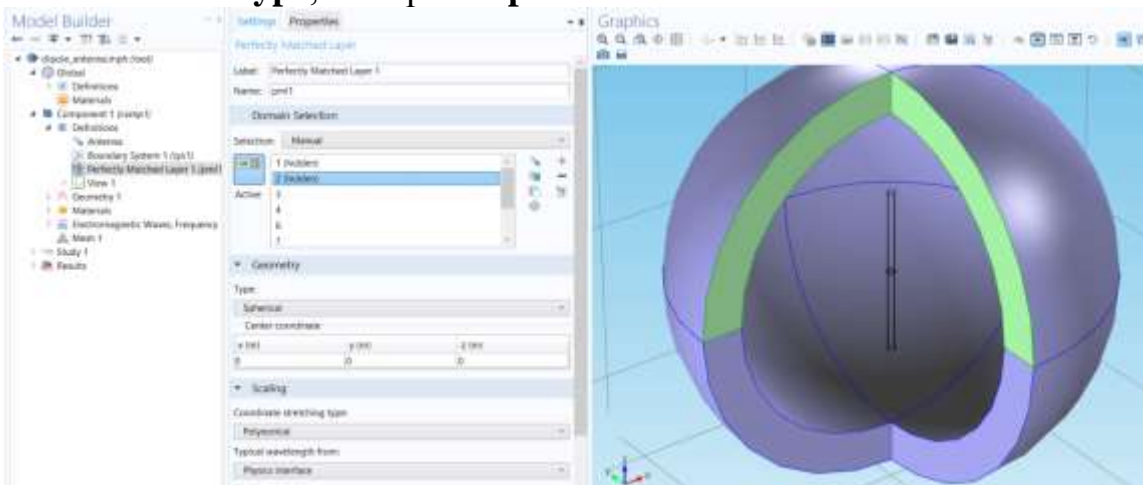 Type,
Model Builder
dipole_antenna.mph (root)
Global
Definitions
Materials
Component 1 (comp1)
Definitions
Antenna
Boundary System 1 (sys1)
Perfectly Matched Layer 1 (pml1
View 1
Geometry 1
Materials
Electromagnetic Waves, Frequency
Mesh 1
Study 1
Results
Settings Properties
Perfectly Matched Layer
Label: Perfectly Matched Layer 1
Name: pml1
Domain Selection
Selection: Manual
1 (hidden)
2 (hidden)
Active 3
4
6
7
Geometry
Type:
Spherical
Center coordinate:
x (m) y (m) z (m)
0 0 0
Scaling
Coordinate stretching type:
Polynomial
Typical wavelength from:
Physics interface
Graphics